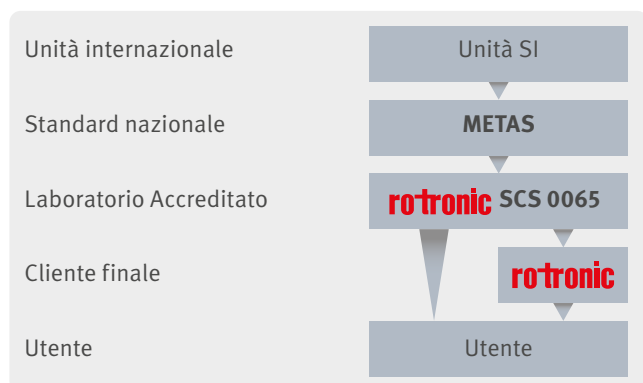 Unità internazionale Unità SI
Standard nazionale METAS
Laboratorio Accreditato rotronic SCS 0065
Cliente finale rotronic
Utente Utente